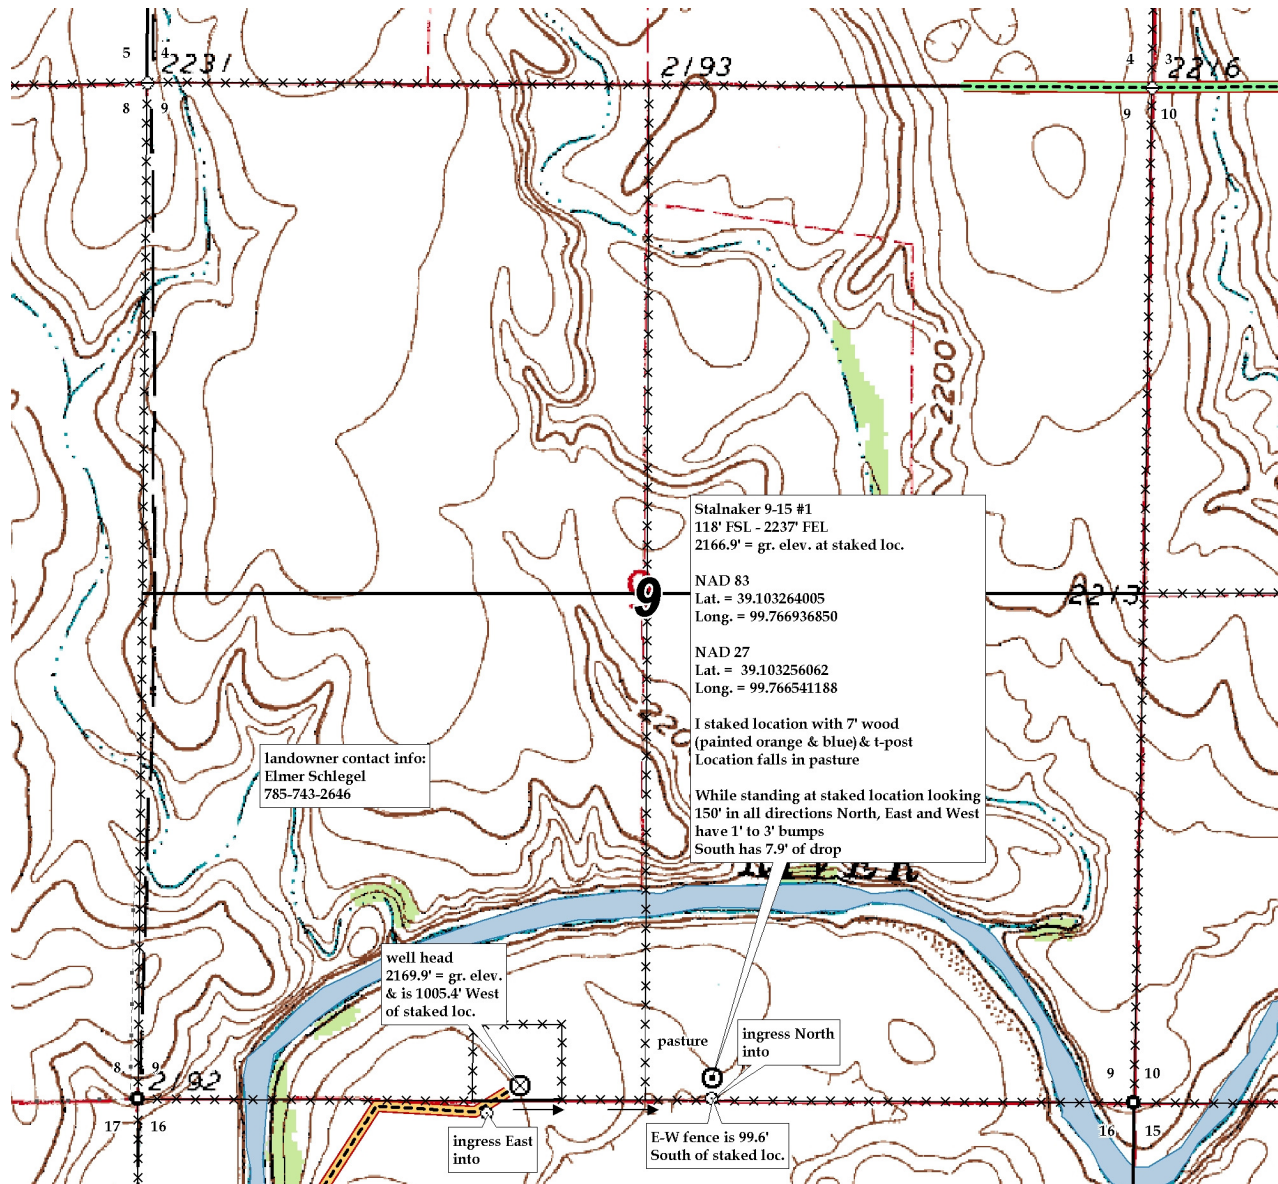 5 4
2231
2193
4 3
2216
8 9
9 10
2200
Stalnaker 9-15 #1
118' FSL - 2237' FEL
2166.9' = gr. elev. at staked loc.
NAD 83
Lat. = 39.103264005
Long. = 99.766936850
NAD 27
Lat. = 39.103256062
Long. = 99.766541188
I staked location with 7' wood
(painted orange & blue) & t-post
Location falls in pasture
While standing at staked location looking
150' in all directions North, East and West
have 1' to 3' bumps
South has 7.9' of drop
9
2213
220
landowner contact info:
Elmer Schlegel
785-743-2646
RIVER
well head
2169.9' = gr. elev.
& is 1005.4' West
of staked loc.
pasture
ingress North
into
8 9
2192
9 10
17 16
ingress East
into
E-W fence is 99.6'
South of staked loc.
16 15